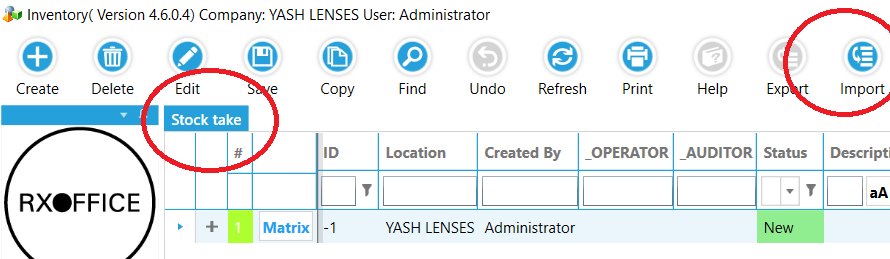 Inventory( Version 4.6.0.4) Company: YASH LENSES User: Administrator
Create Delete Edit Save Copy Find Undo Refresh Print Help Export Import
Stock take
# ID Location Created By _OPERATOR _AUDITOR Status Descripti
aA
RXOFFICE
1 Matrix -1 YASH LENSES Administrator New